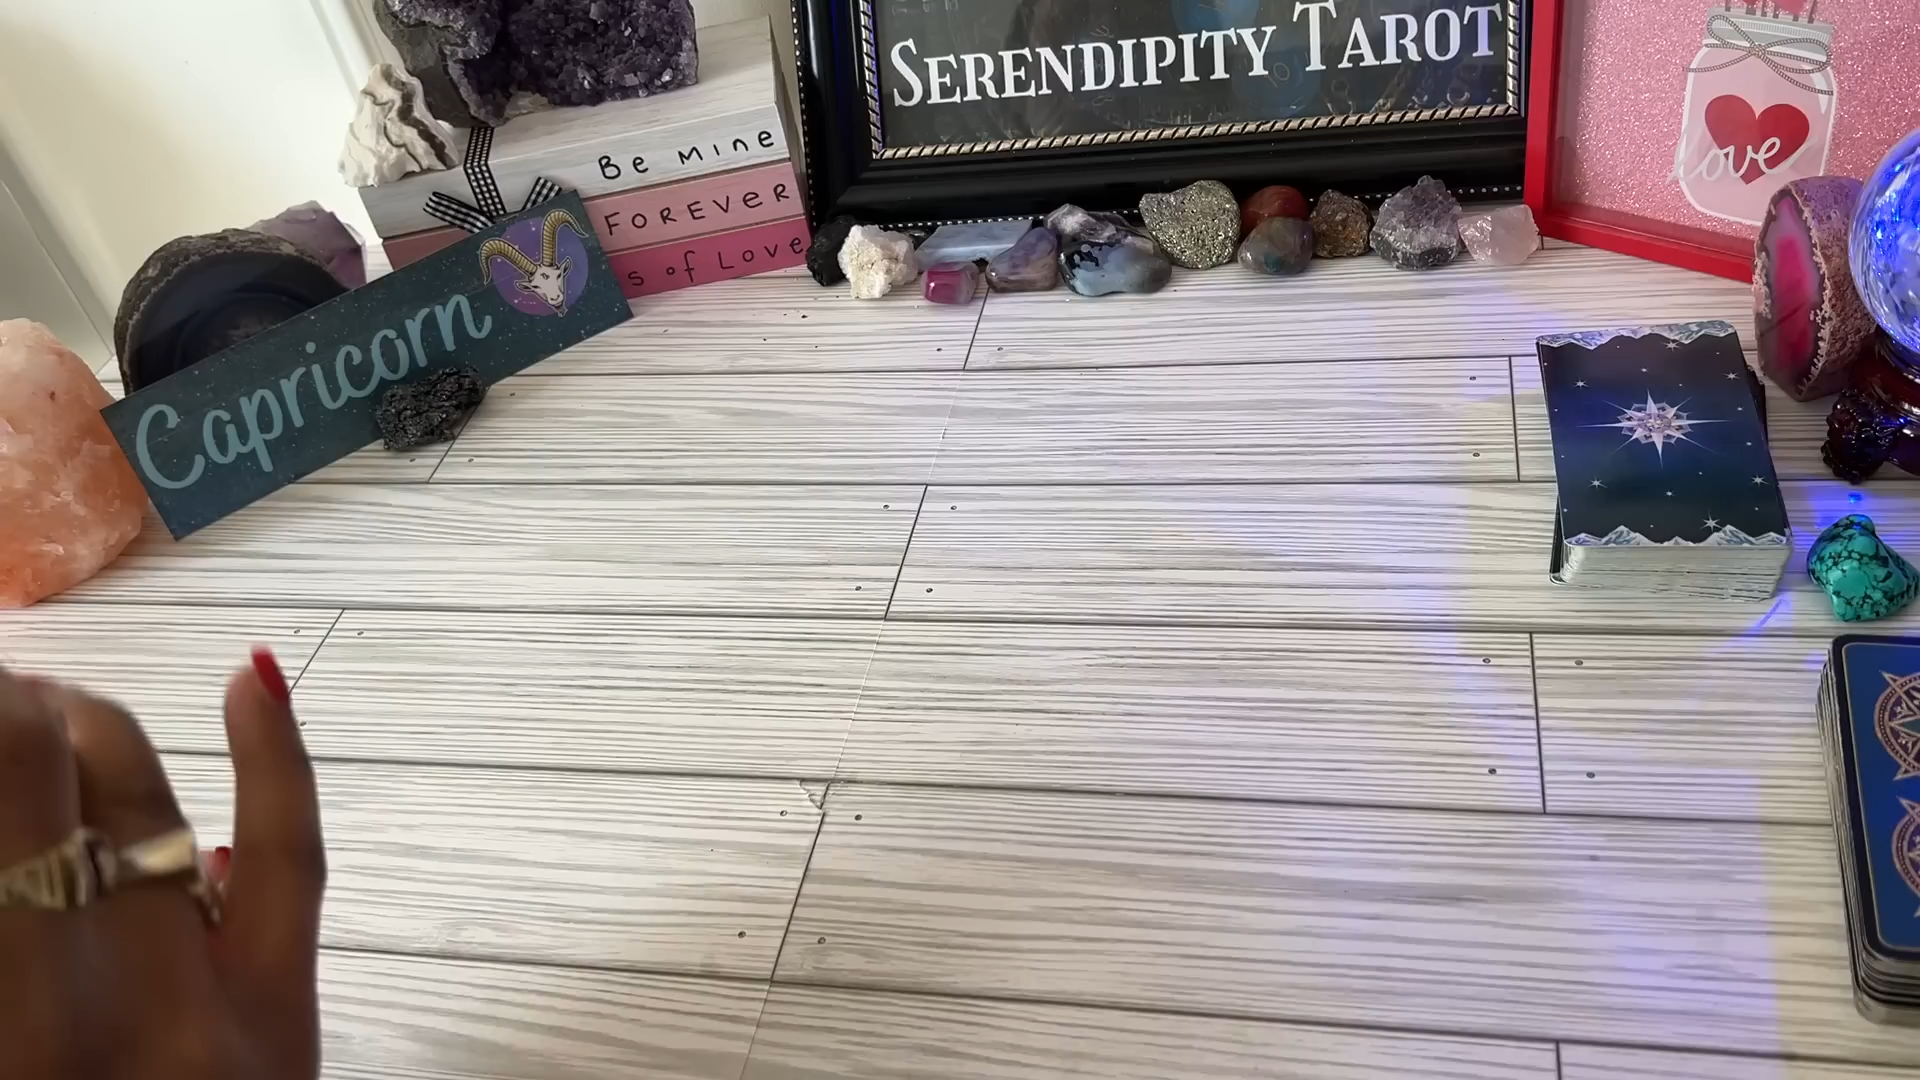 SERENDIPITY TAROT
love
Be MINe
FOREVER
s of Love
Capricorn